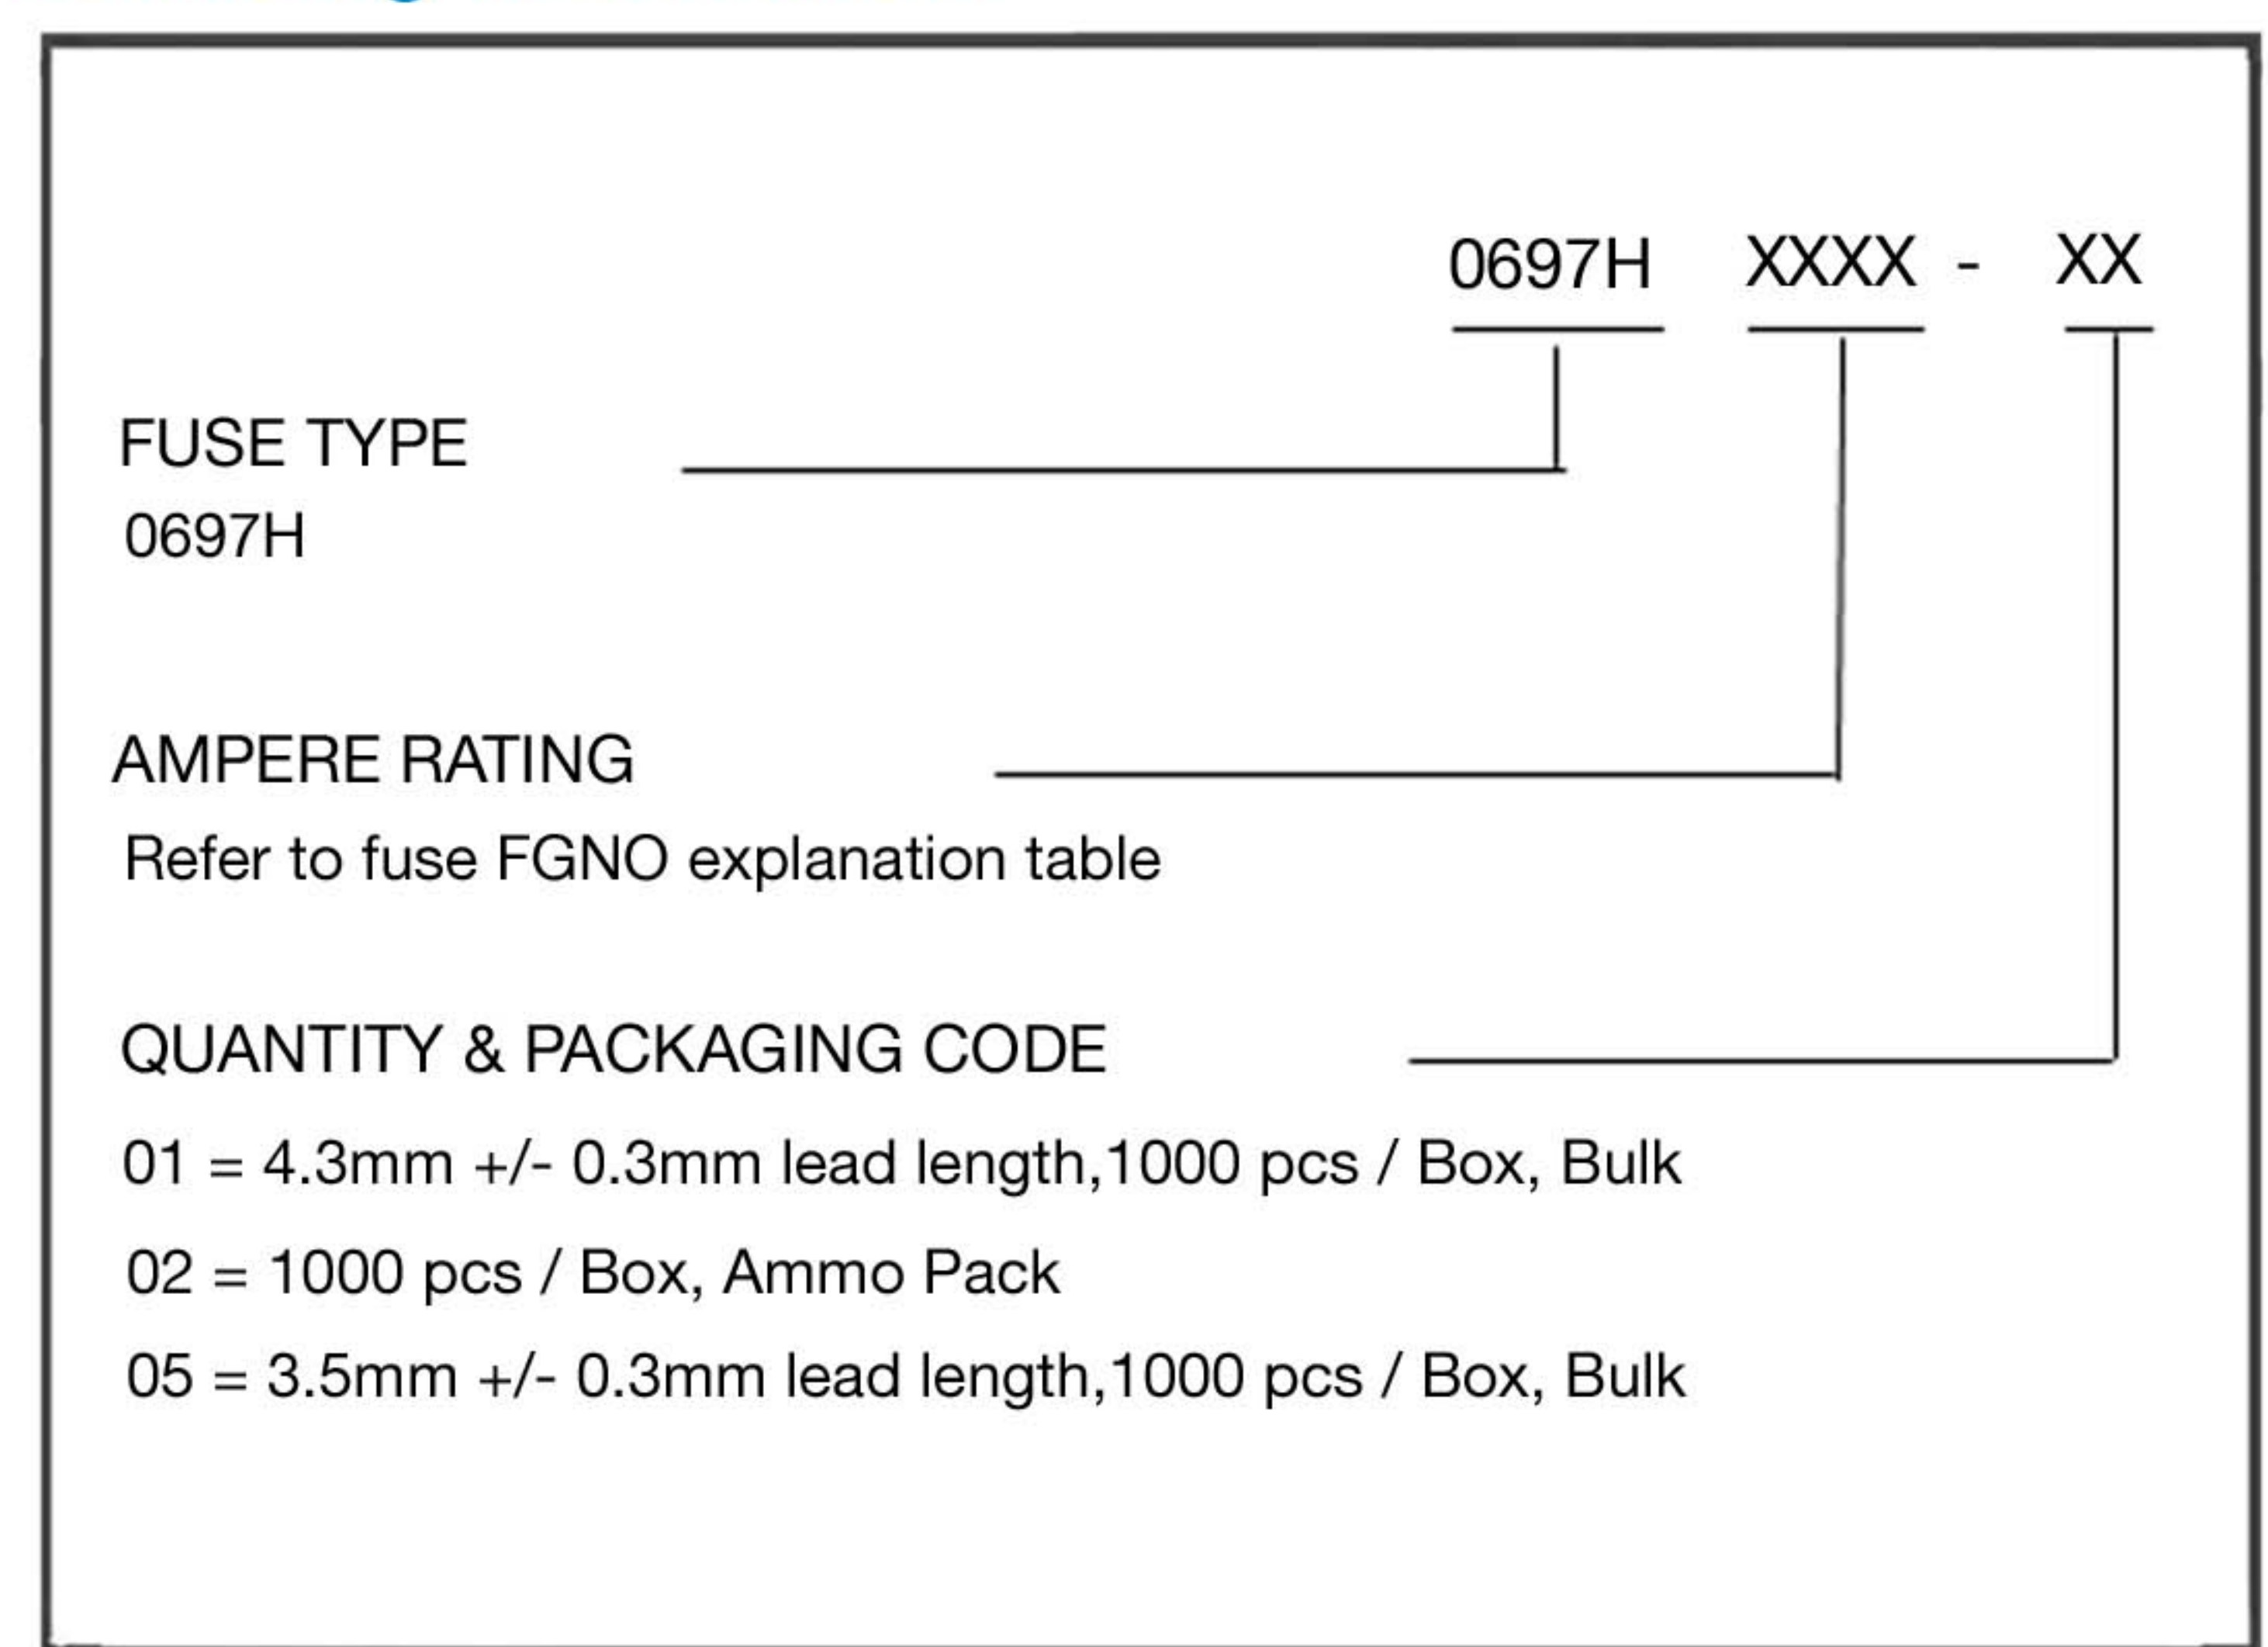 0697H XXXX - XX
FUSE TYPE
0697H
AMPERE RATING
Refer to fuse FGNO explanation table
QUANTITY & PACKAGING CODE
01 = 4.3mm +/- 0.3mm lead length,1000 pcs / Box, Bulk
02 = 1000 pcs / Box, Ammo Pack
05 = 3.5mm +/- 0.3mm lead length,1000 pcs / Box, Bulk